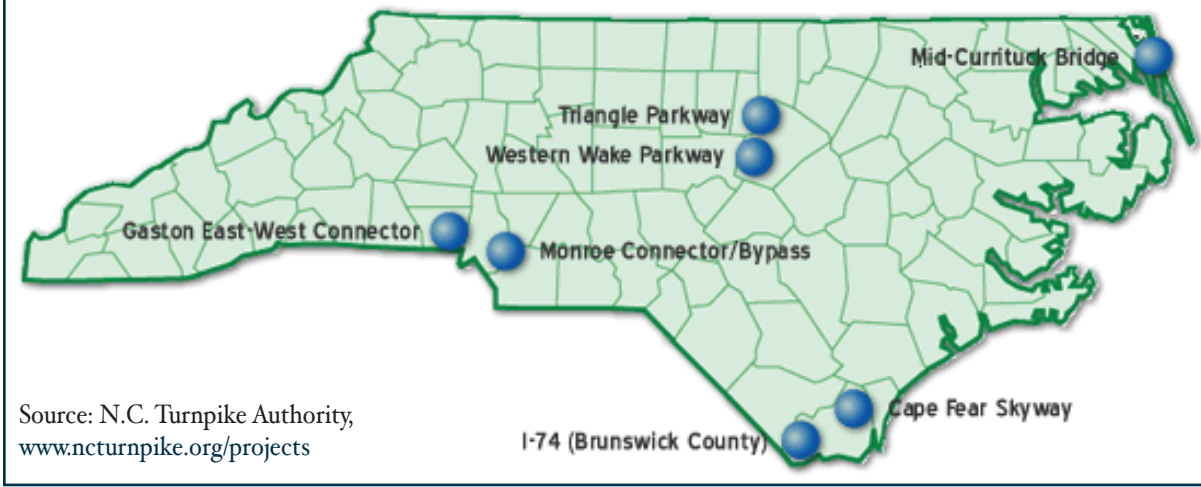 Mid-Currituck Bridge
Triangle Parkway
Western Wake Parkway
Gaston East-West Connector
Monroe Connector/Bypass
Cape Fear Skyway
I-74 (Brunswick County)
Source: N.C. Turnpike Authority,
www.ncturnpike.org/projects